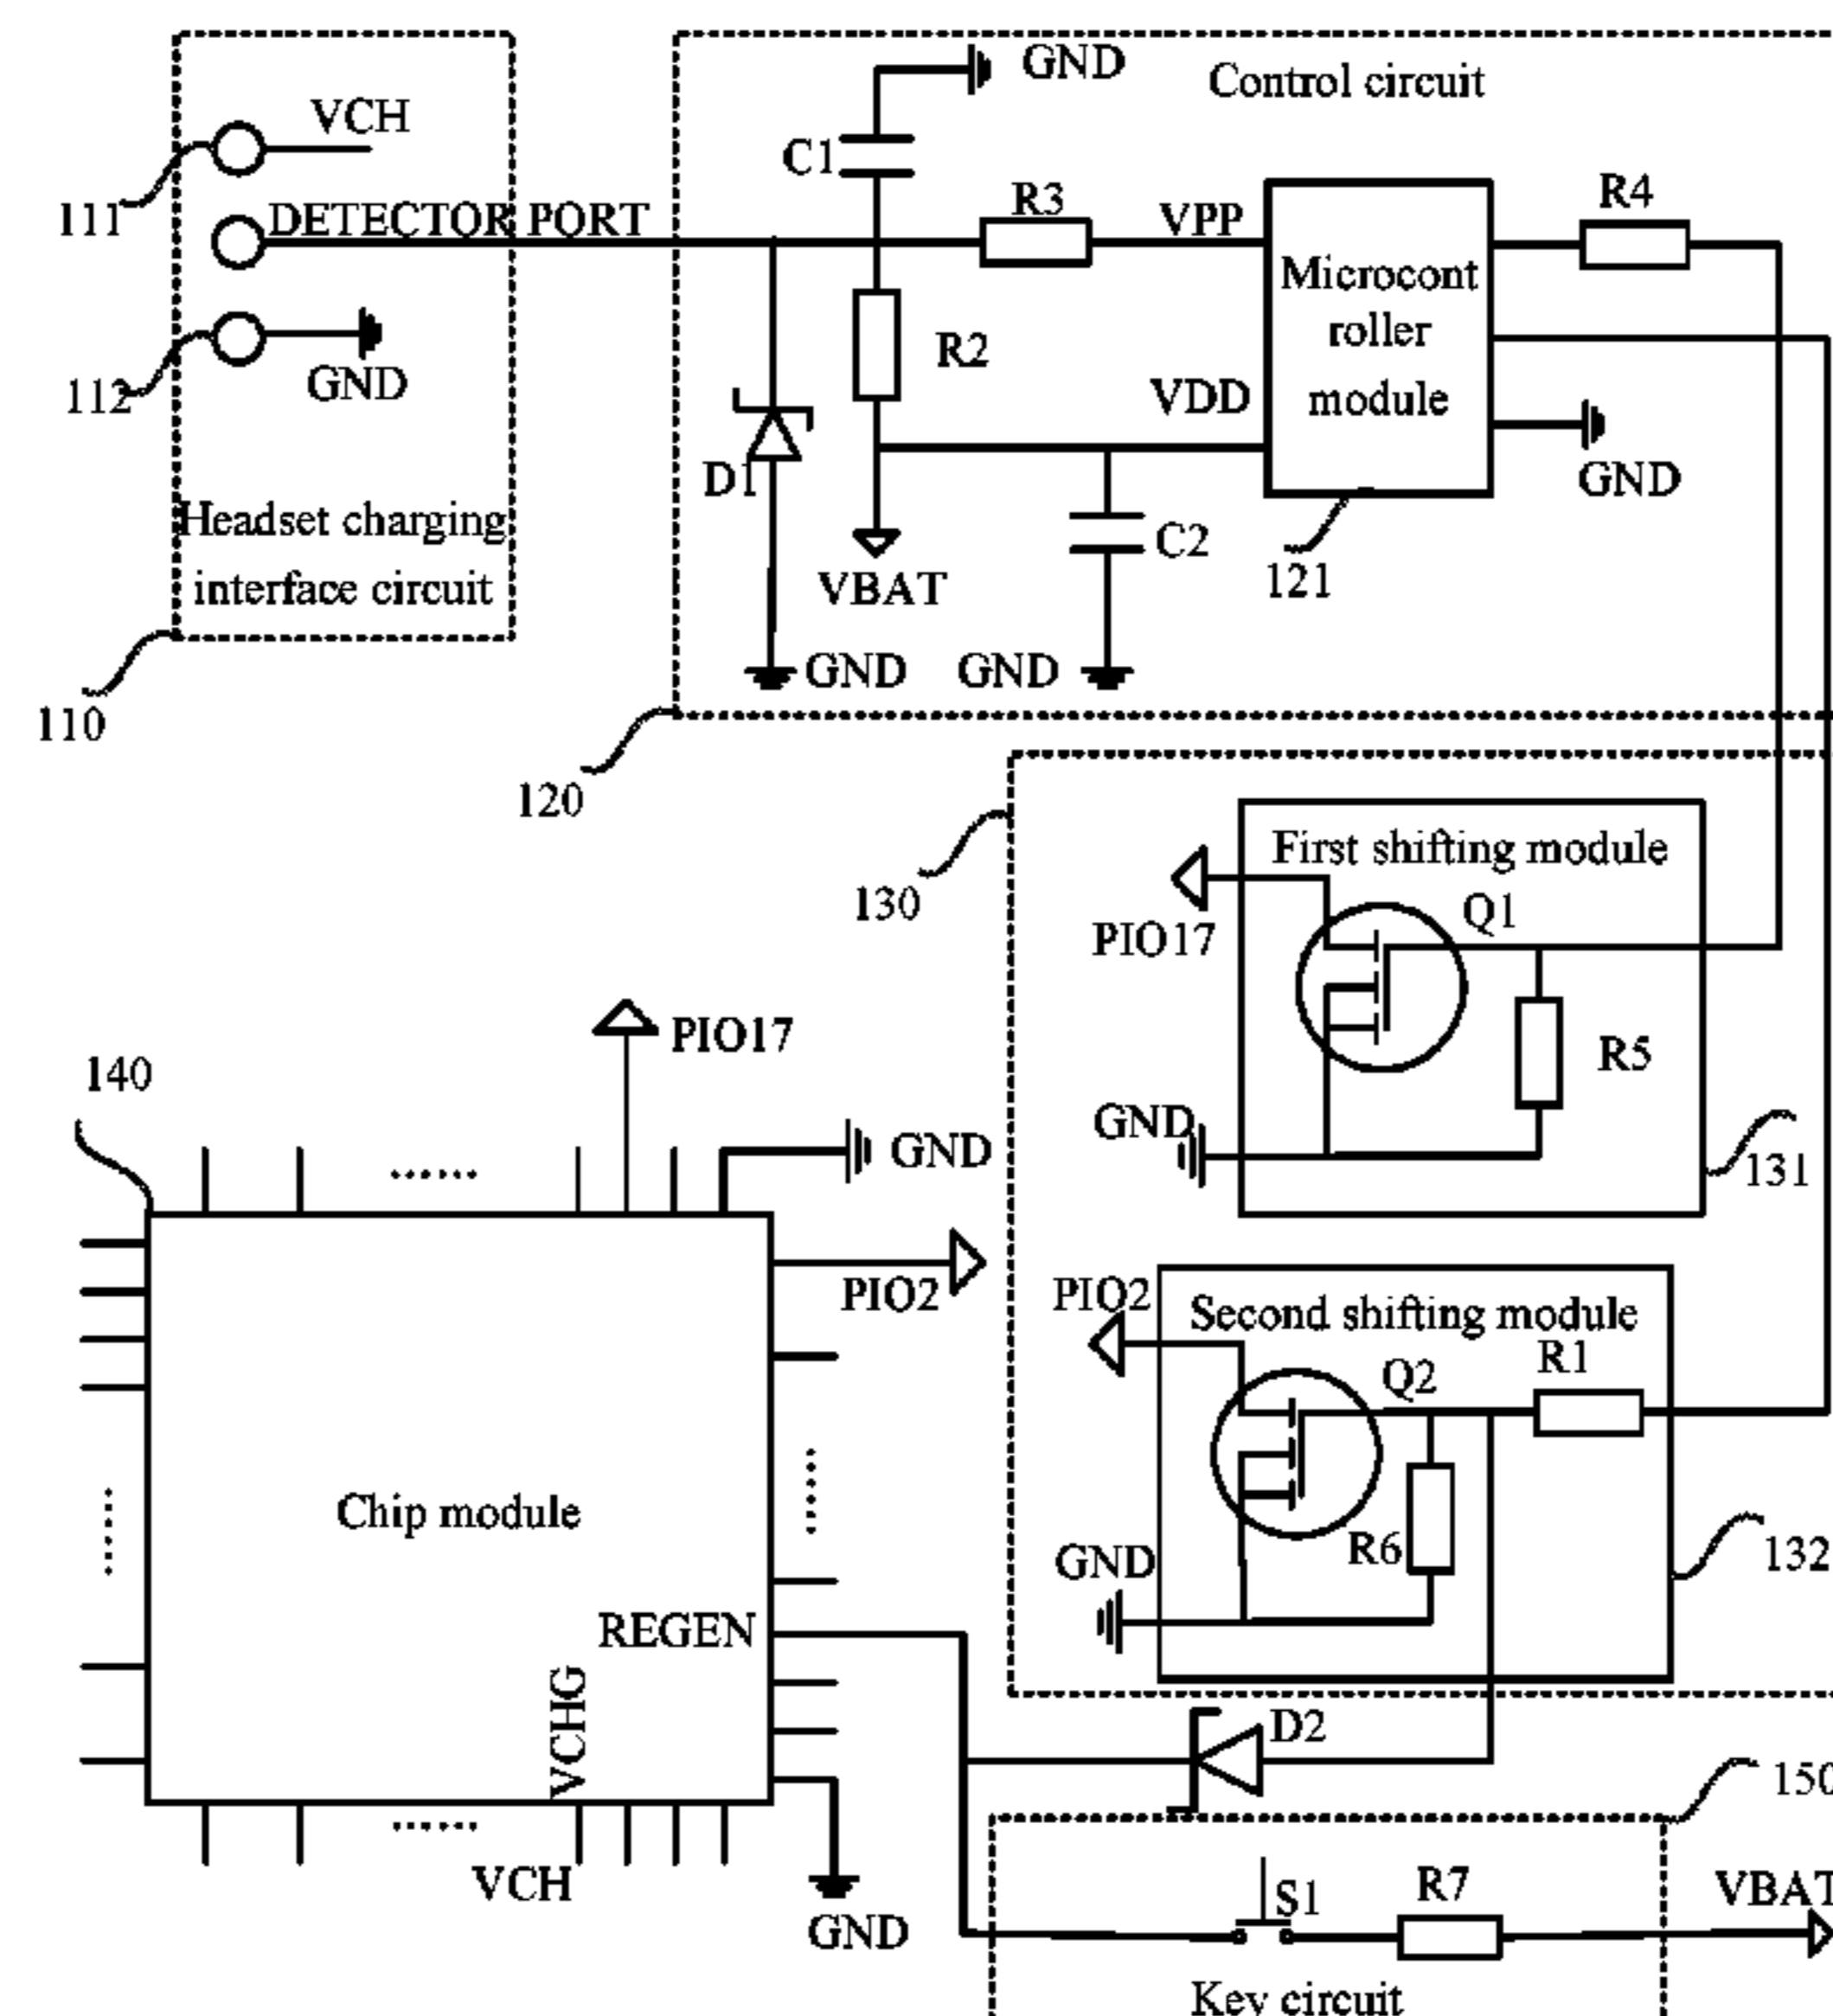 GND
Control circuit
VCH
C1
111
DETECTOR PORT
R3
VPP
R4
Microcont
roller
module
R2
VDD
112
GND
D1
GND
Headset charging
interface circuit
C2
VBAT
121
GND
GND
110
120
130
First shifting module
PIO17
Q1
R5
GND
131
140
PIO17
GND
PIO2
PIO2
Second shifting module
R1
Q2
R6
GND
132
Chip module
REGEN
VCHG
D2
150
VCH
GND
S1
R7
VBAT
Key circuit